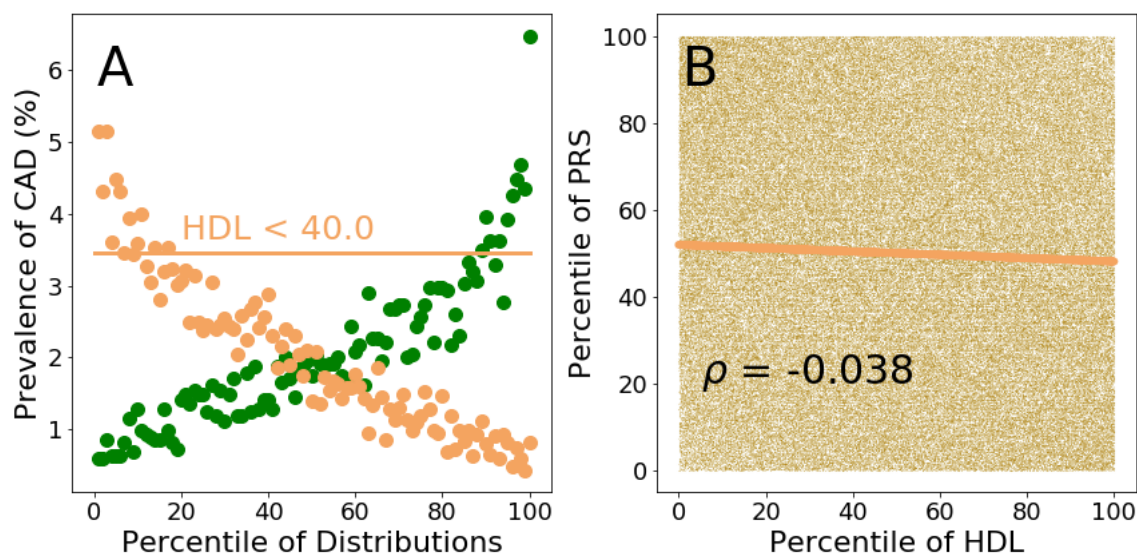 A
Prevalence of CAD (%)
6
5
4
3
2
1
HDL < 40.0
0 20 40 60 80 100
Percentile of Distributions
B
Percentile of PRS
100
80
60
40
20
0
ρ = -0.038
0 20 40 60 80 100
Percentile of HDL